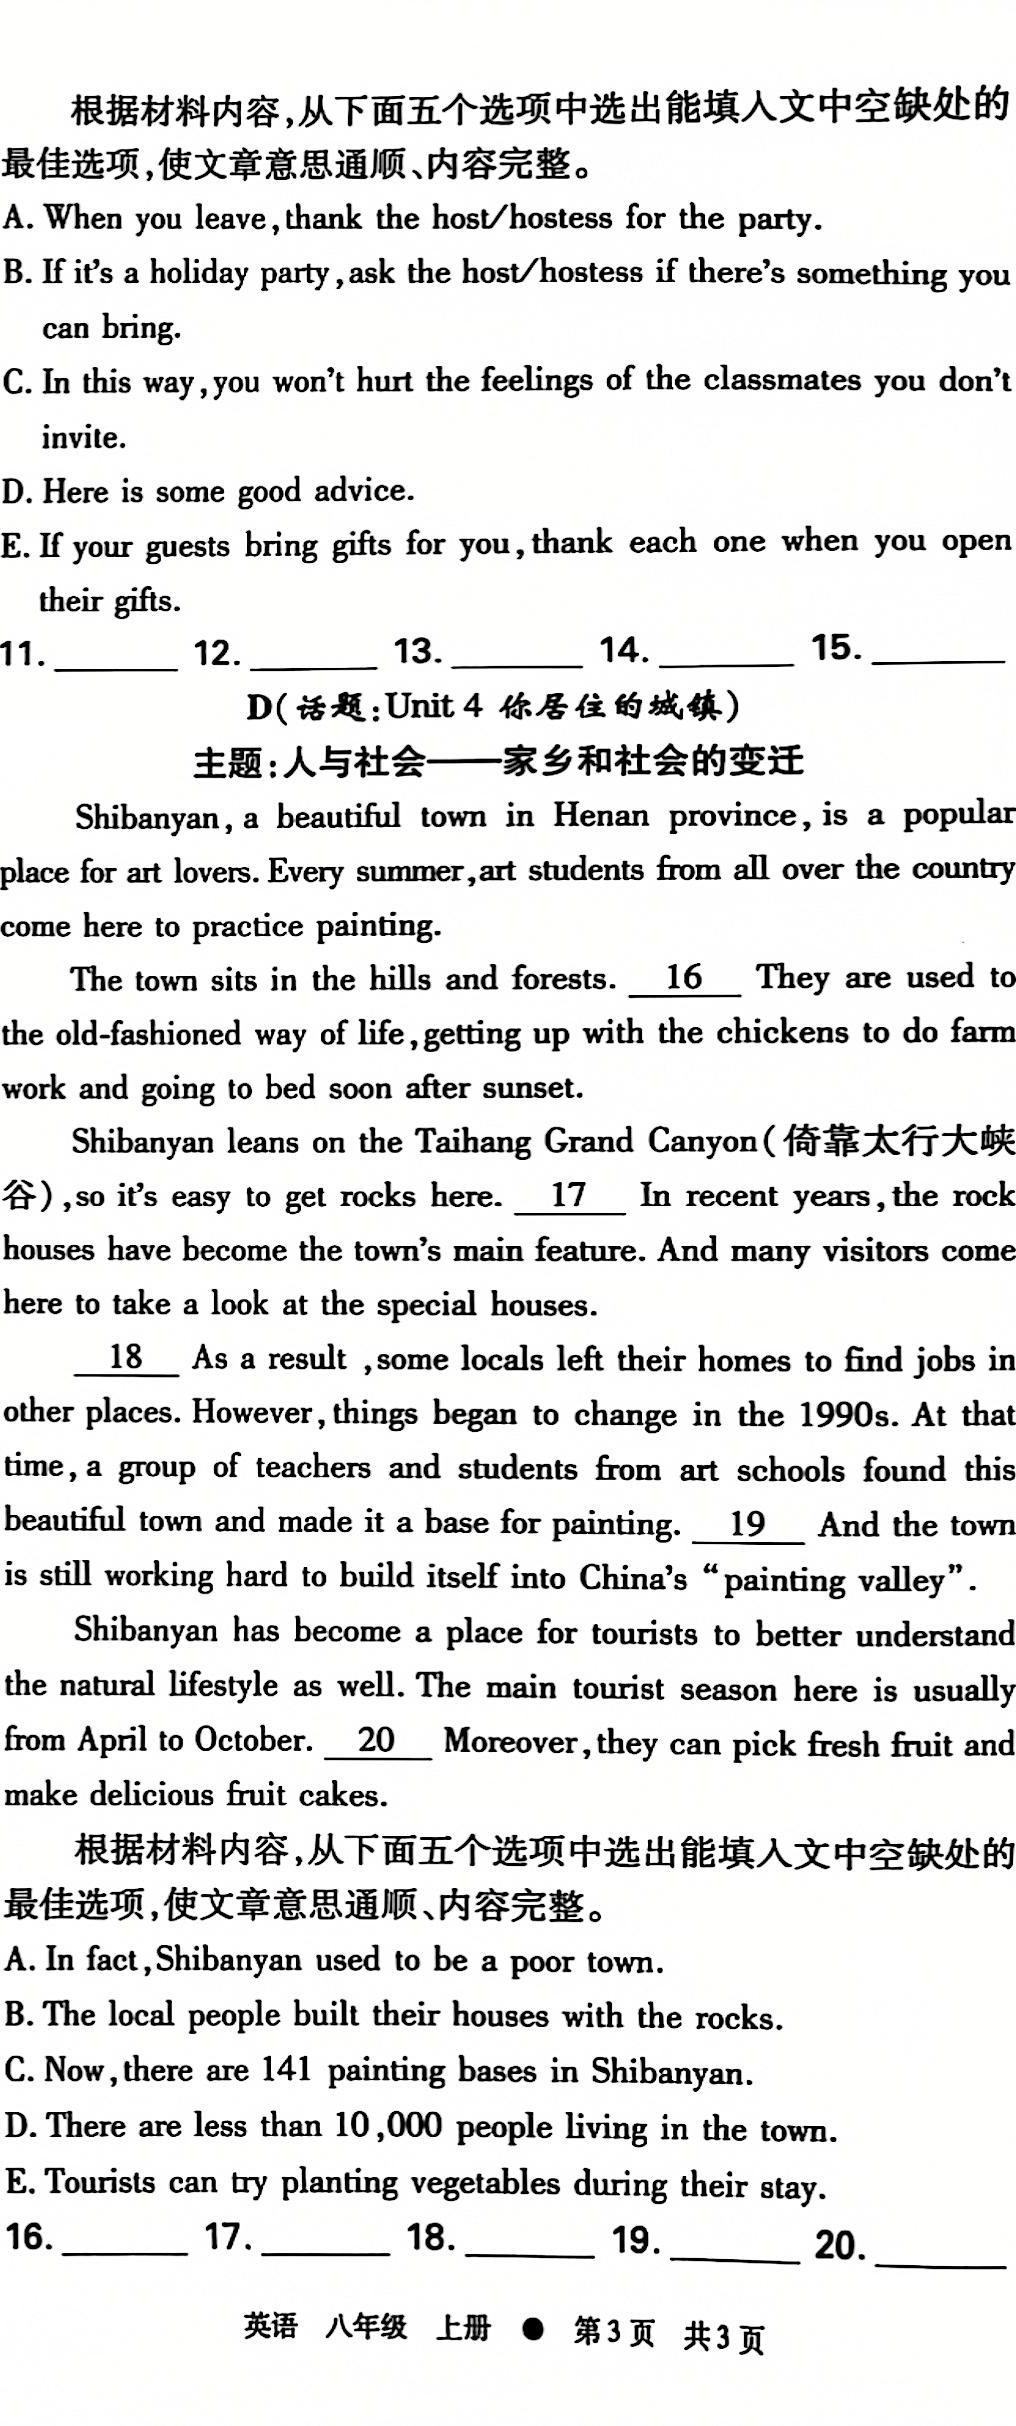 根据材料内容,从下面五个选项中选出能填入文中空缺处的
最佳选项,使文章意思通顺、内容完整。
A. When you leave,thank the host/hostess for the party.
B. If it's a holiday party,ask the host/hostess if there's something you
can bring.
C. In this way,you won't hurt the feelings of the classmates you don't
invite.
D. Here is some good advice.
E. If your guests bring gifts for you,thank each one when you open
their gifts.
11. ______ 12. ______ 13. ______ 14. ______ 15. ______
D(话题:Unit 4 你居住的城镇)
主题:人与社会——家乡和社会的变迁
Shibanyan, a beautiful town in Henan province, is a popular
place for art lovers. Every summer,art students from all over the country
come here to practice painting.
The town sits in the hills and forests. __16__ They are used to
the old-fashioned way of life,getting up with the chickens to do farm
work and going to bed soon after sunset.
Shibanyan leans on the Taihang Grand Canyon(倚靠太行大峡
谷),so it's easy to get rocks here. __17__ In recent years,the rock
houses have become the town's main feature. And many visitors come
here to take a look at the special houses.
__18__ As a result ,some locals left their homes to find jobs in
other places. However,things began to change in the 1990s. At that
time, a group of teachers and students from art schools found this
beautiful town and made it a base for painting. __19__ And the town
is still working hard to build itself into China's “painting valley”.
Shibanyan has become a place for tourists to better understand
the natural lifestyle as well. The main tourist season here is usually
from April to October. __20__ Moreover,they can pick fresh fruit and
make delicious fruit cakes.
根据材料内容,从下面五个选项中选出能填入文中空缺处的
最佳选项,使文章意思通顺、内容完整。
A. In fact,Shibanyan used to be a poor town.
B. The local people built their houses with the rocks.
C. Now,there are 141 painting bases in Shibanyan.
D. There are less than 10,000 people living in the town.
E. Tourists can try planting vegetables during their stay.
16. ______ 17. ______ 18. ______ 19. ______ 20. ______
英语 八年级 上册 ● 第3页 共3页